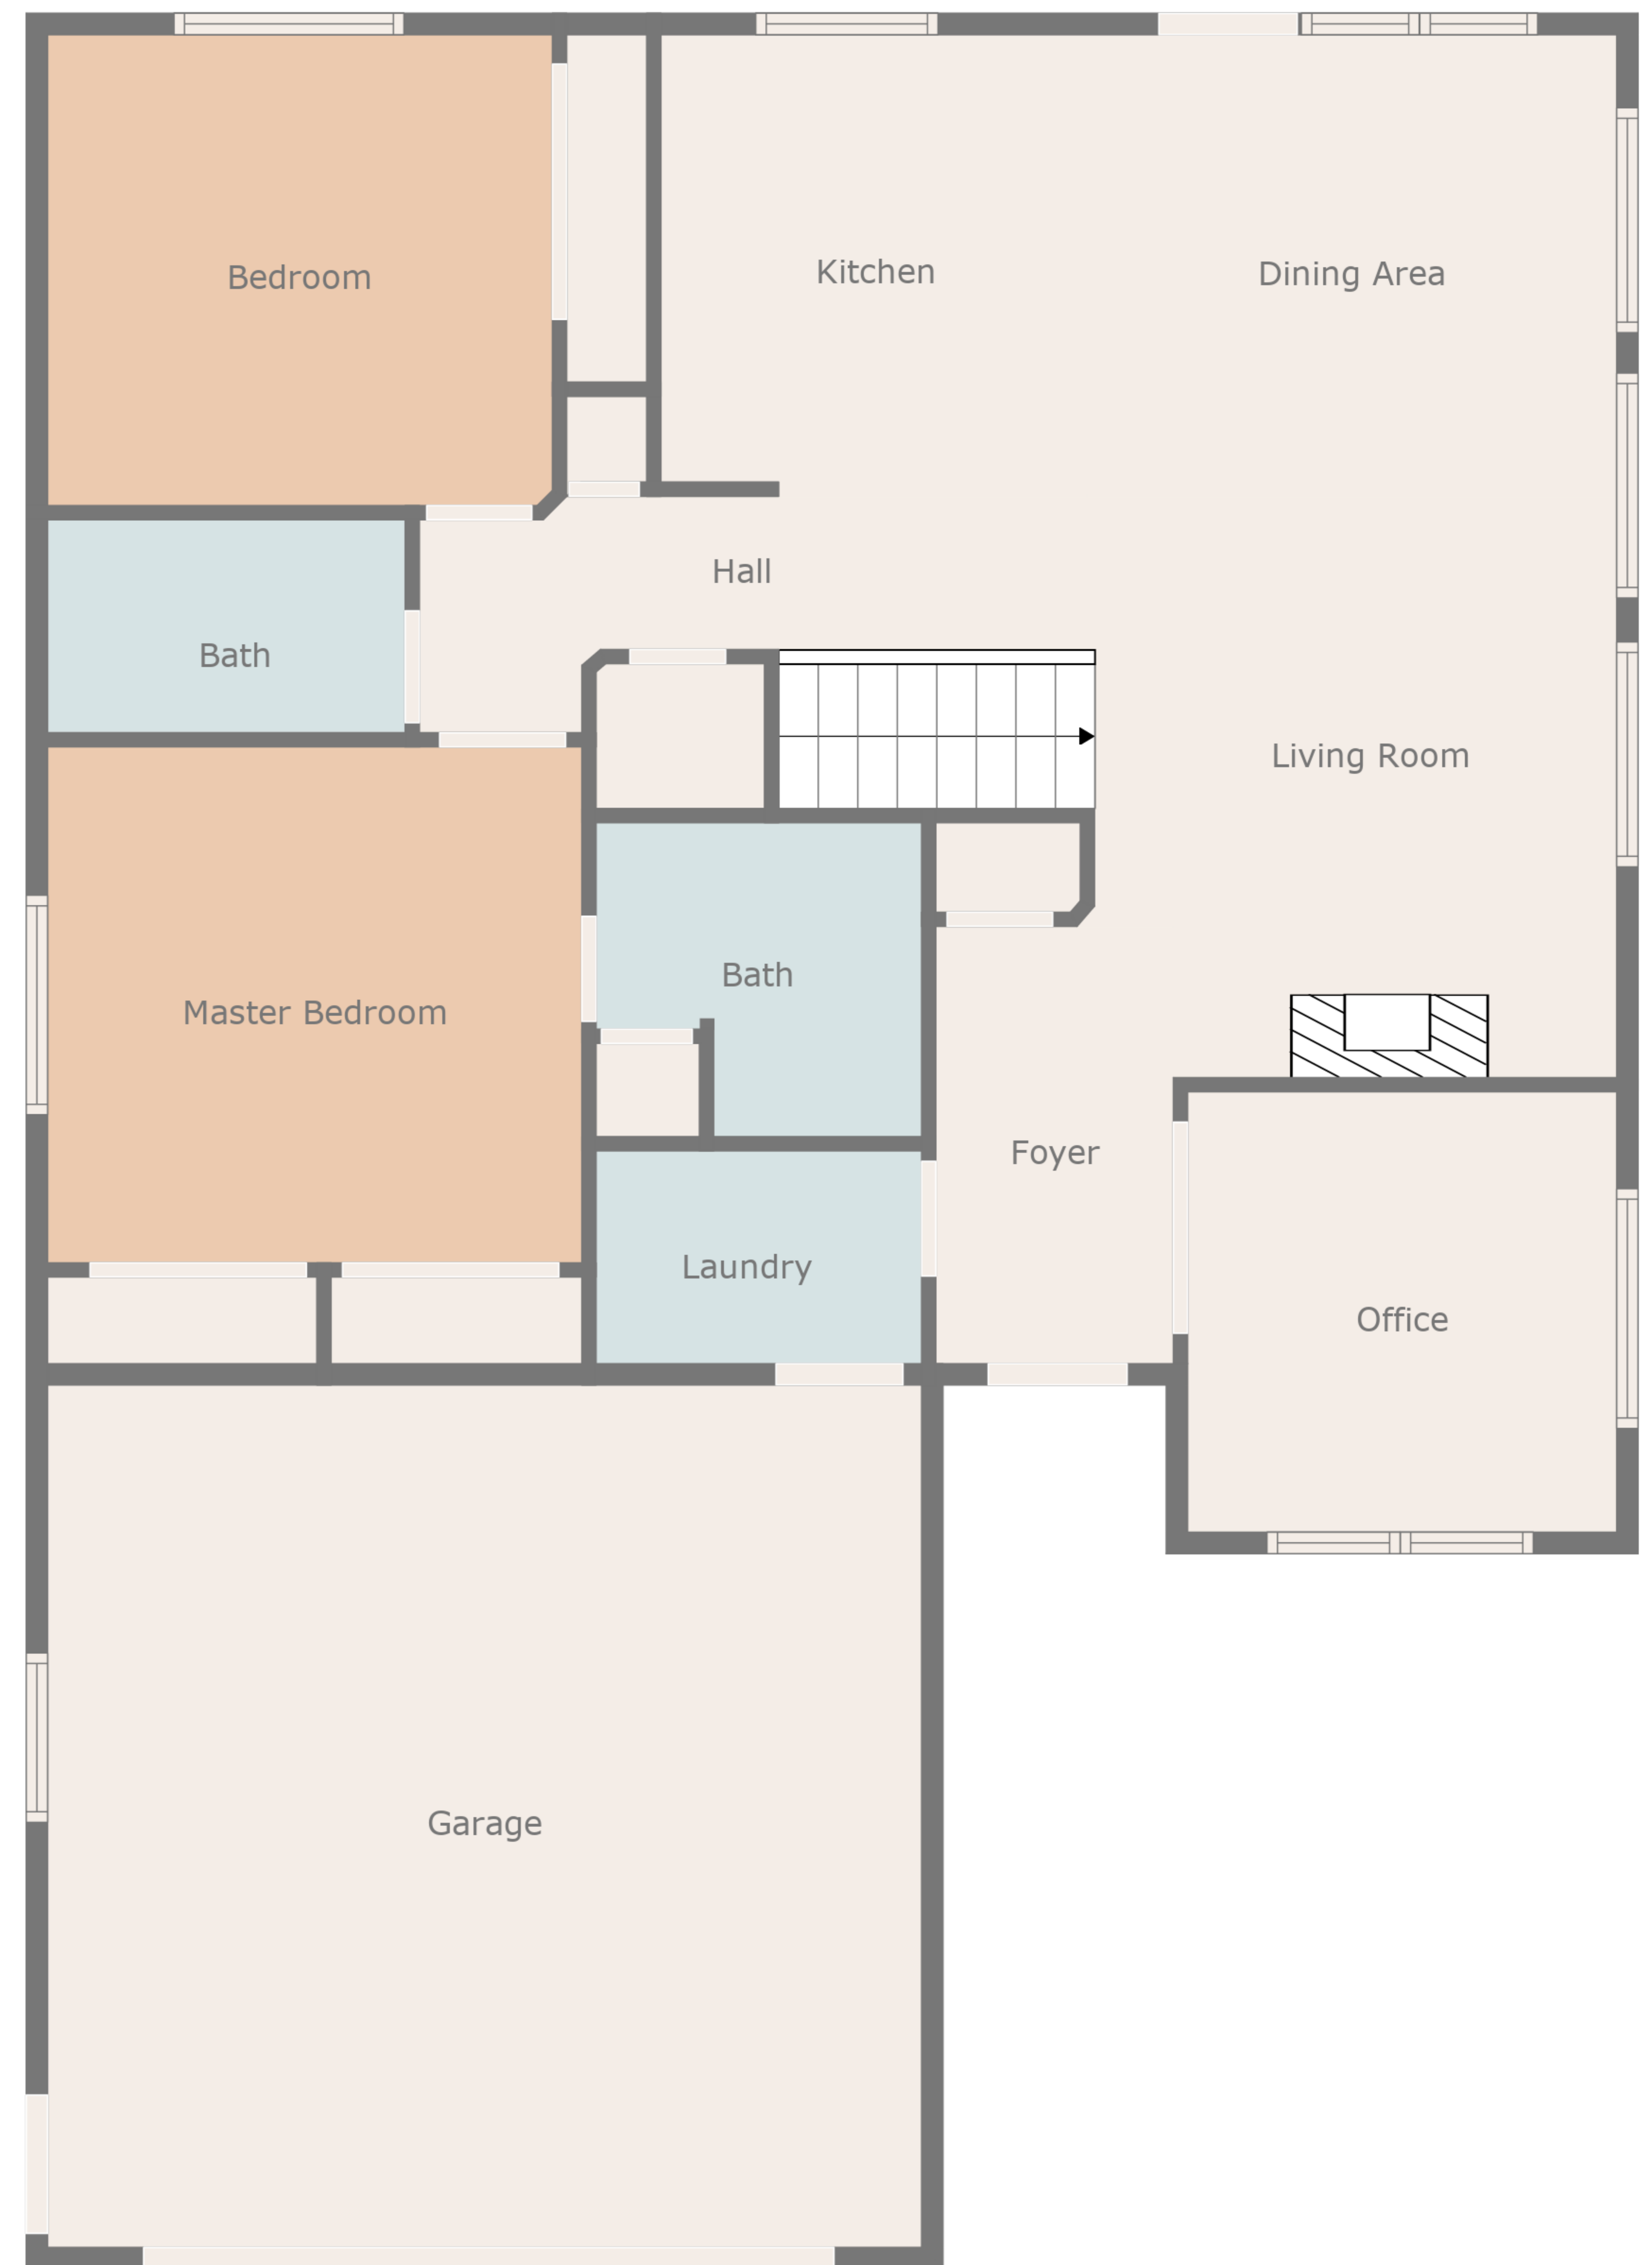 Bedroom
Kitchen
Dining Area
Hall
Bath
Living Room
Bath
Master Bedroom
Foyer
Laundry
Office
Garage